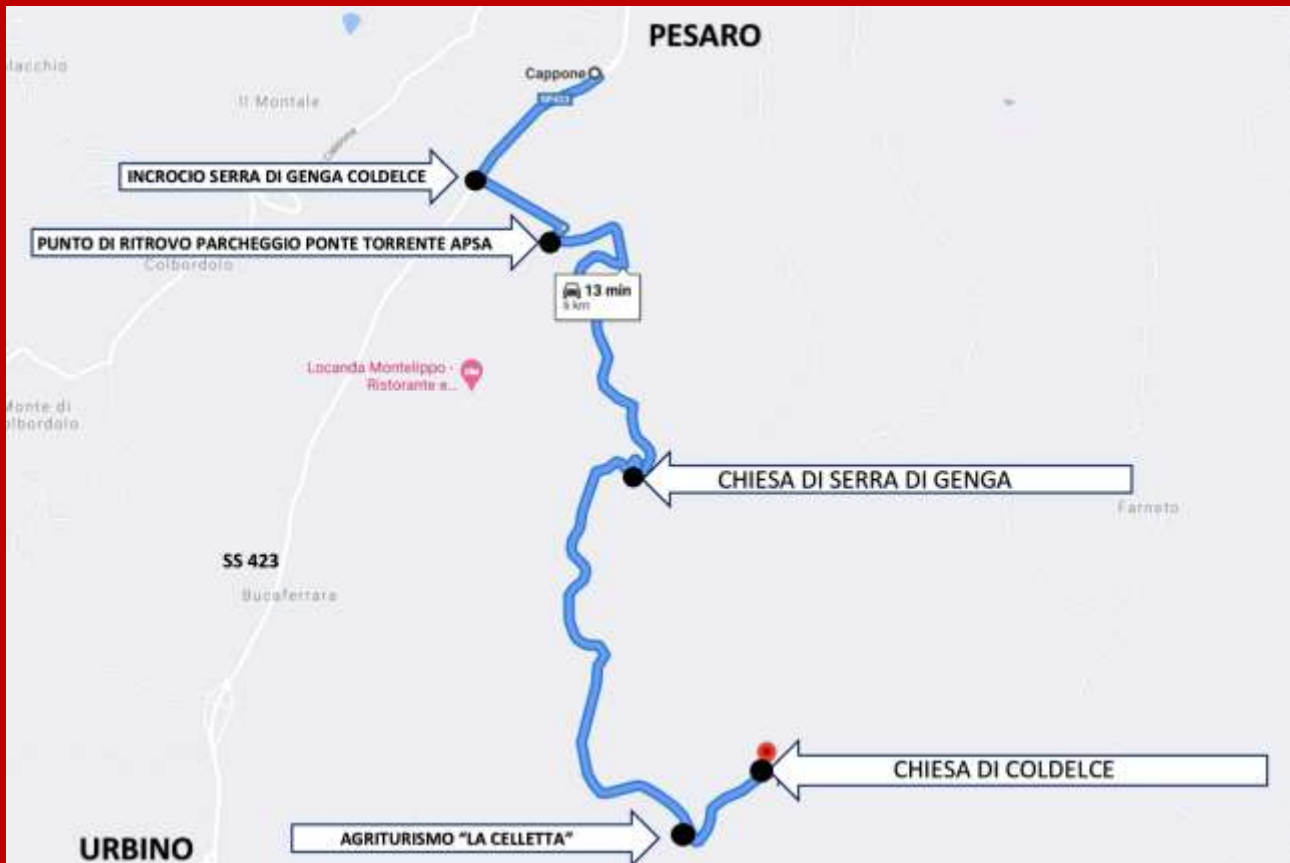 PESARO
Cappone
SP423
Il Montale
Cappone
INCROCIO SERRA DI GENGA COLDELCE
PUNTO DI RITROVO PARCHEGGIO PONTE TORRENTE APSA
Colbordolo
13 min
Locanda Montelippo -
Ristorante e...
Monte di
CHIESA DI SERRA DI GENGA
Farneto
SS 423
Bucaferrara
CHIESA DI COLDELCE
AGRITURISMO "LA CELLETTA"
URBINO